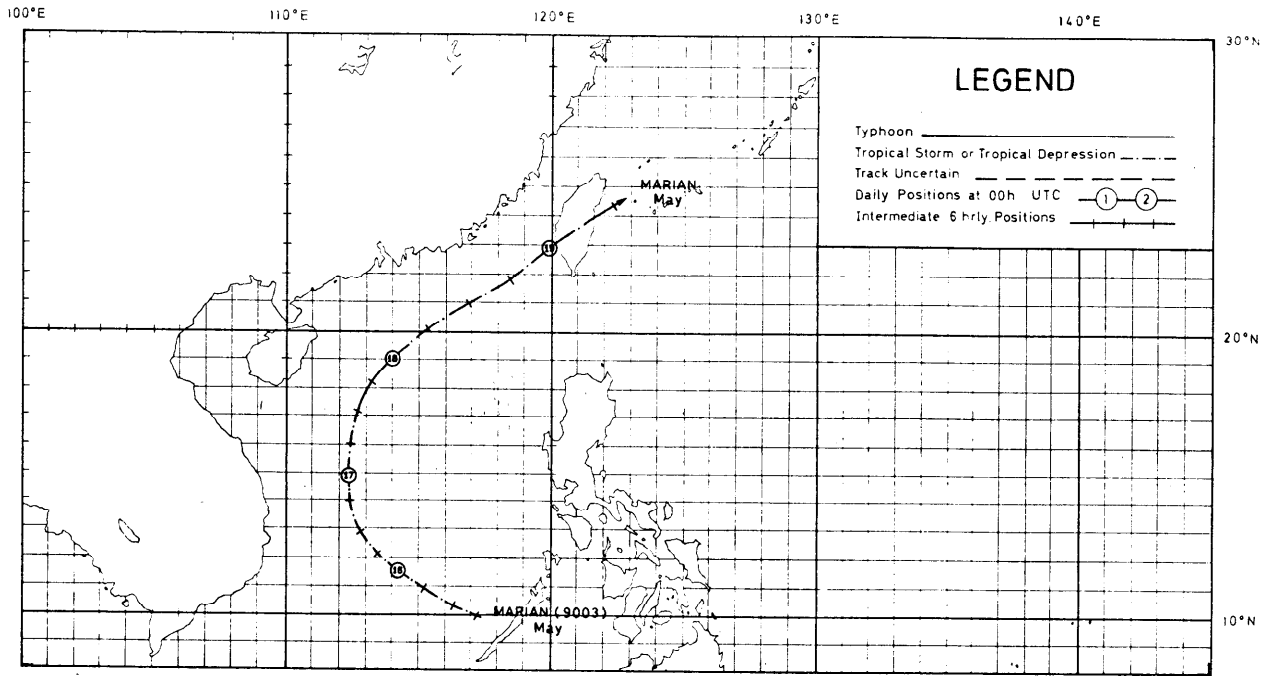 100°E 110°E 120°E 130°E 140°E
30°N
LEGEND
Typhoon
Tropical Storm or Tropical Depression
Track Uncertain
Daily Positions at 00h UTC 1 2
Intermediate 6 hrly. Positions
MARIAN
May
19
20°N
18
17
16
MARIAN (9003)
May
10°N